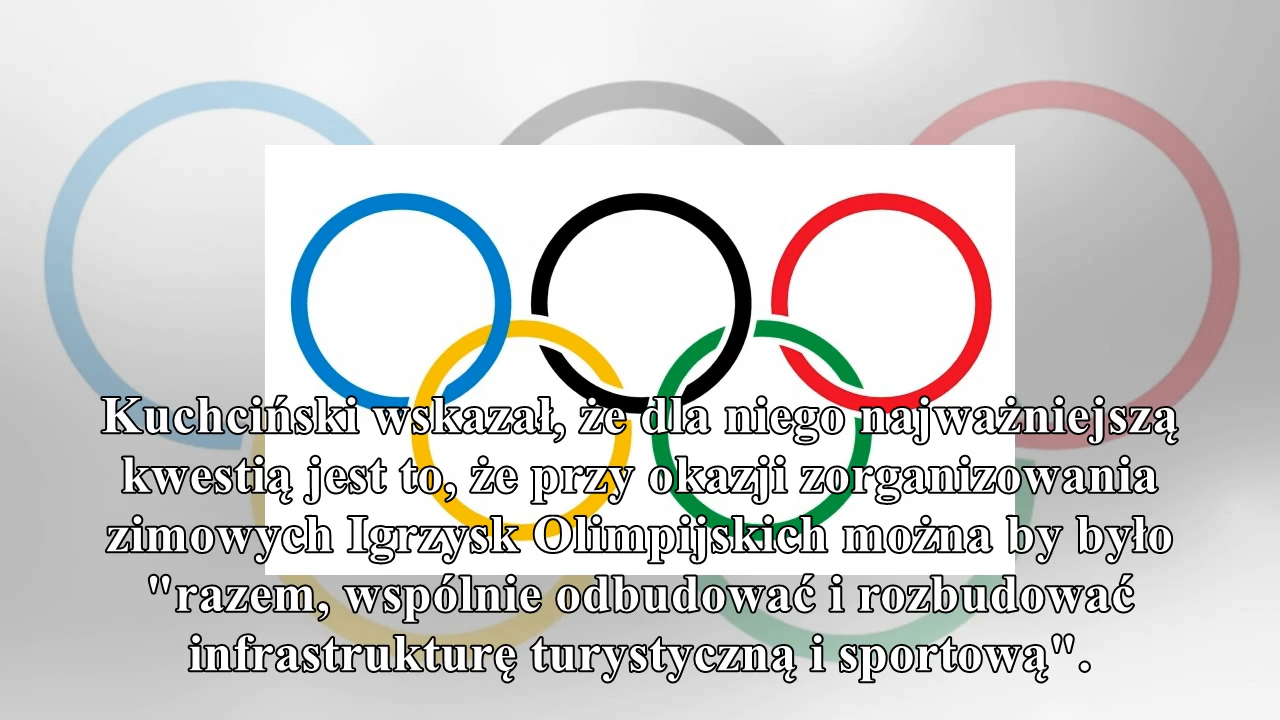 Kuchciński wskazał, że dla niego najważniejszą
kwestią jest to, że przy okazji zorganizowania
zimowych Igrzysk Olimpijskich można by było
"razem, wspólnie odbudować i rozbudować
infrastrukturę turystyczną i sportową".